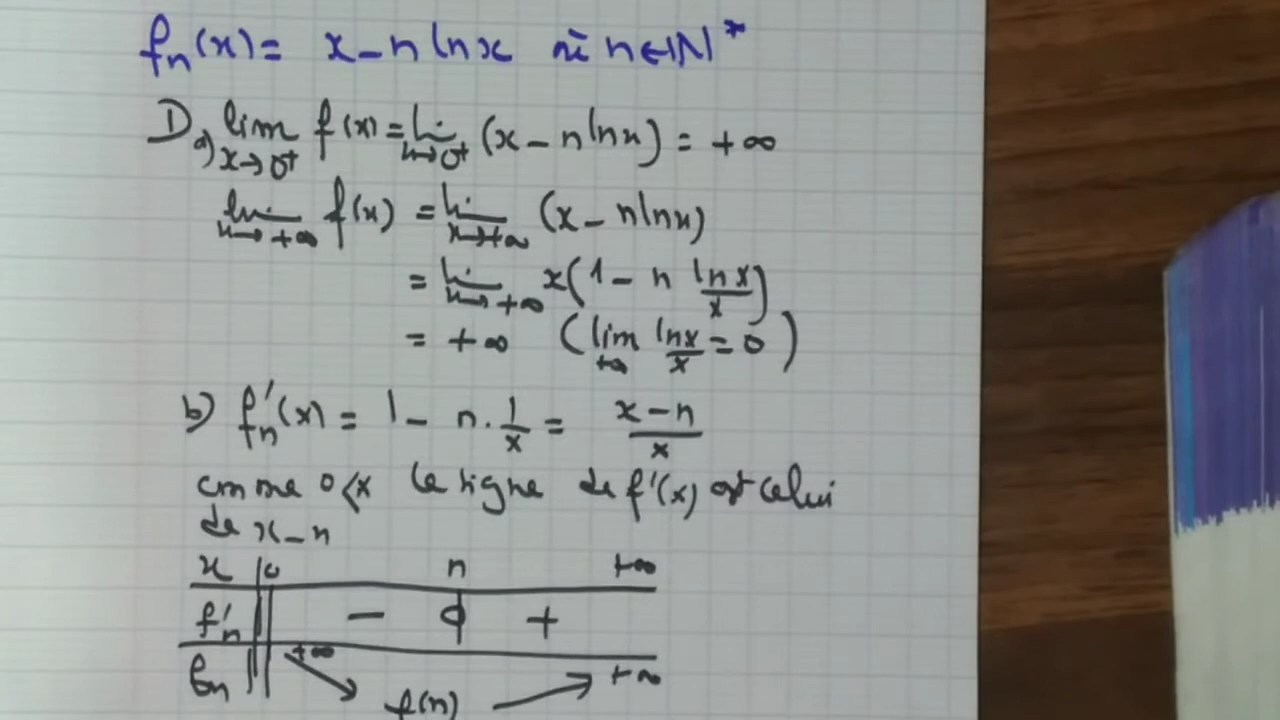 fₙ(x) = x - n ln x où n ∈ ℕ*
1) a) lim x→0⁺ f(x) = lim x→0⁺ (x - n ln x) = +∞
lim x→+∞ f(x) = lim x→+∞ (x - n ln x)
= lim x→+∞ x(1 - n ln x / x)
= +∞ (lim +∞ ln x / x = 0)
b) fₙ'(x) = 1 - n · 1/x = (x - n)/x
comme 0 < x le signe de f'(x) est celui
de x - n
x 0 n +∞
f'ₙ - 0 +
fₙ +∞ f(n) +∞